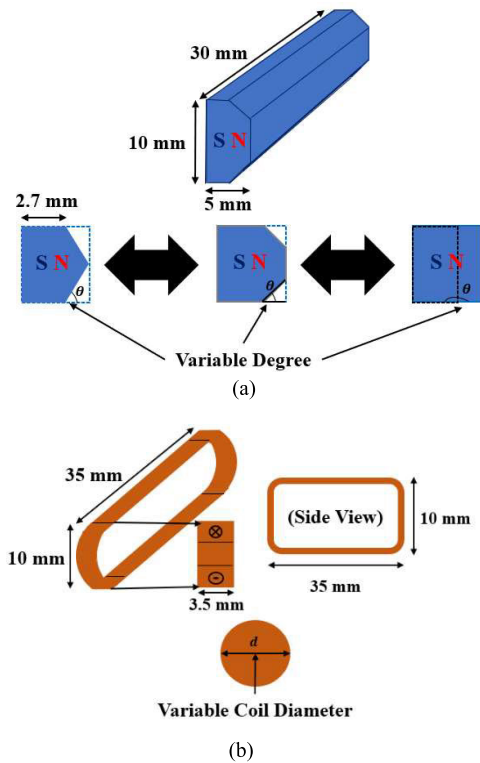 30 mm
10 mm
S N
5 mm
2.7 mm
S N
θ
S N
θ
S N
θ
Variable Degree
(a)
35 mm
10 mm
3.5 mm
(Side View)
10 mm
35 mm
d
Variable Coil Diameter
(b)